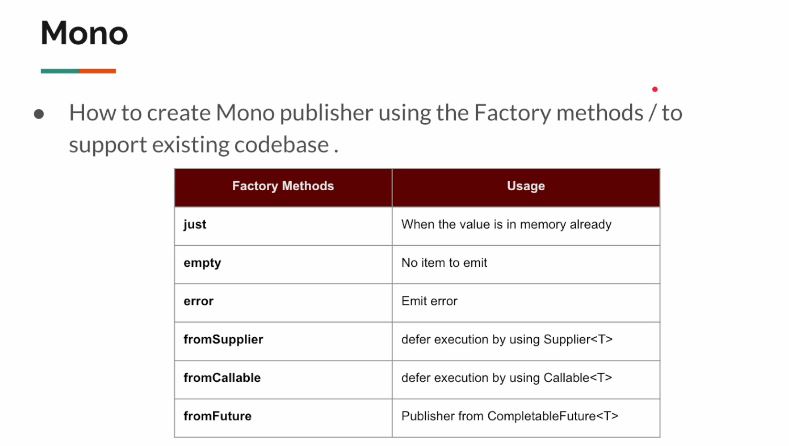 Mono
● How to create Mono publisher using the Factory methods / to
support existing codebase .
Factory Methods Usage
just When the value is in memory already
empty No item to emit
error Emit error
fromSupplier defer execution by using Supplier<T>
fromCallable defer execution by using Callable<T>
fromFuture Publisher from CompletableFuture<T>